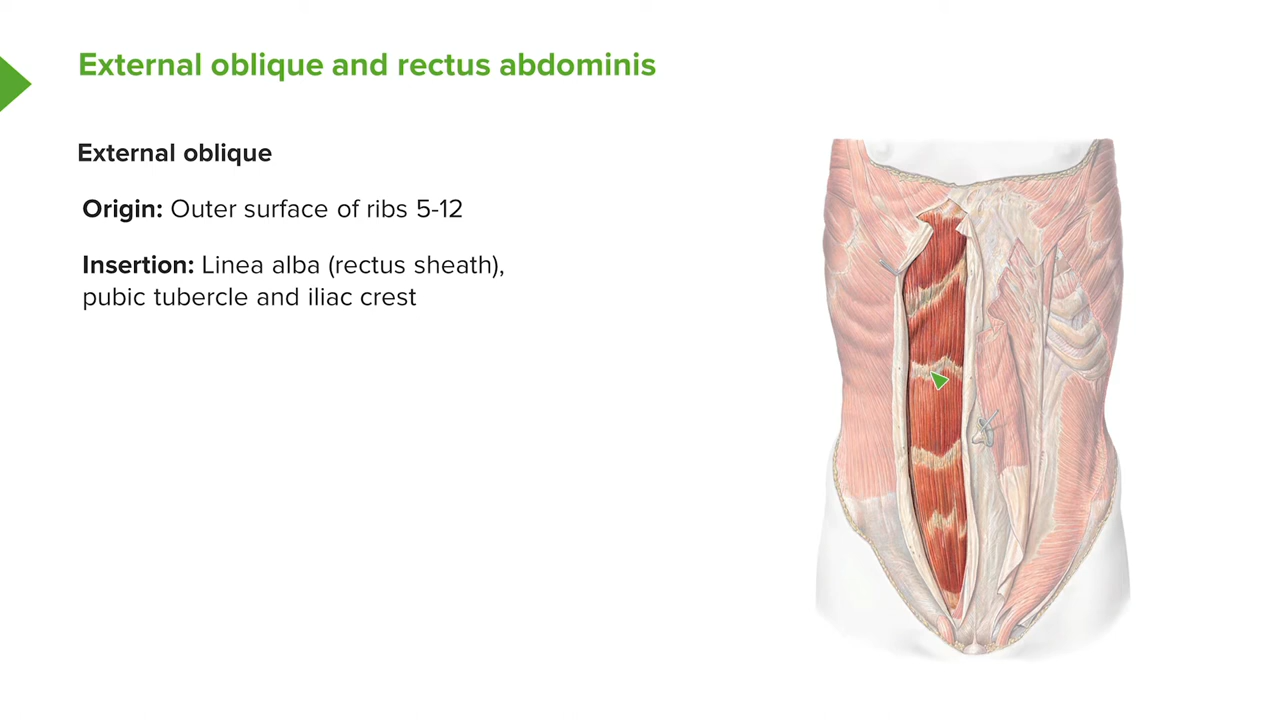 External oblique and rectus abdominis
External oblique
Origin: Outer surface of ribs 5-12
Insertion: Linea alba (rectus sheath),
pubic tubercle and iliac crest